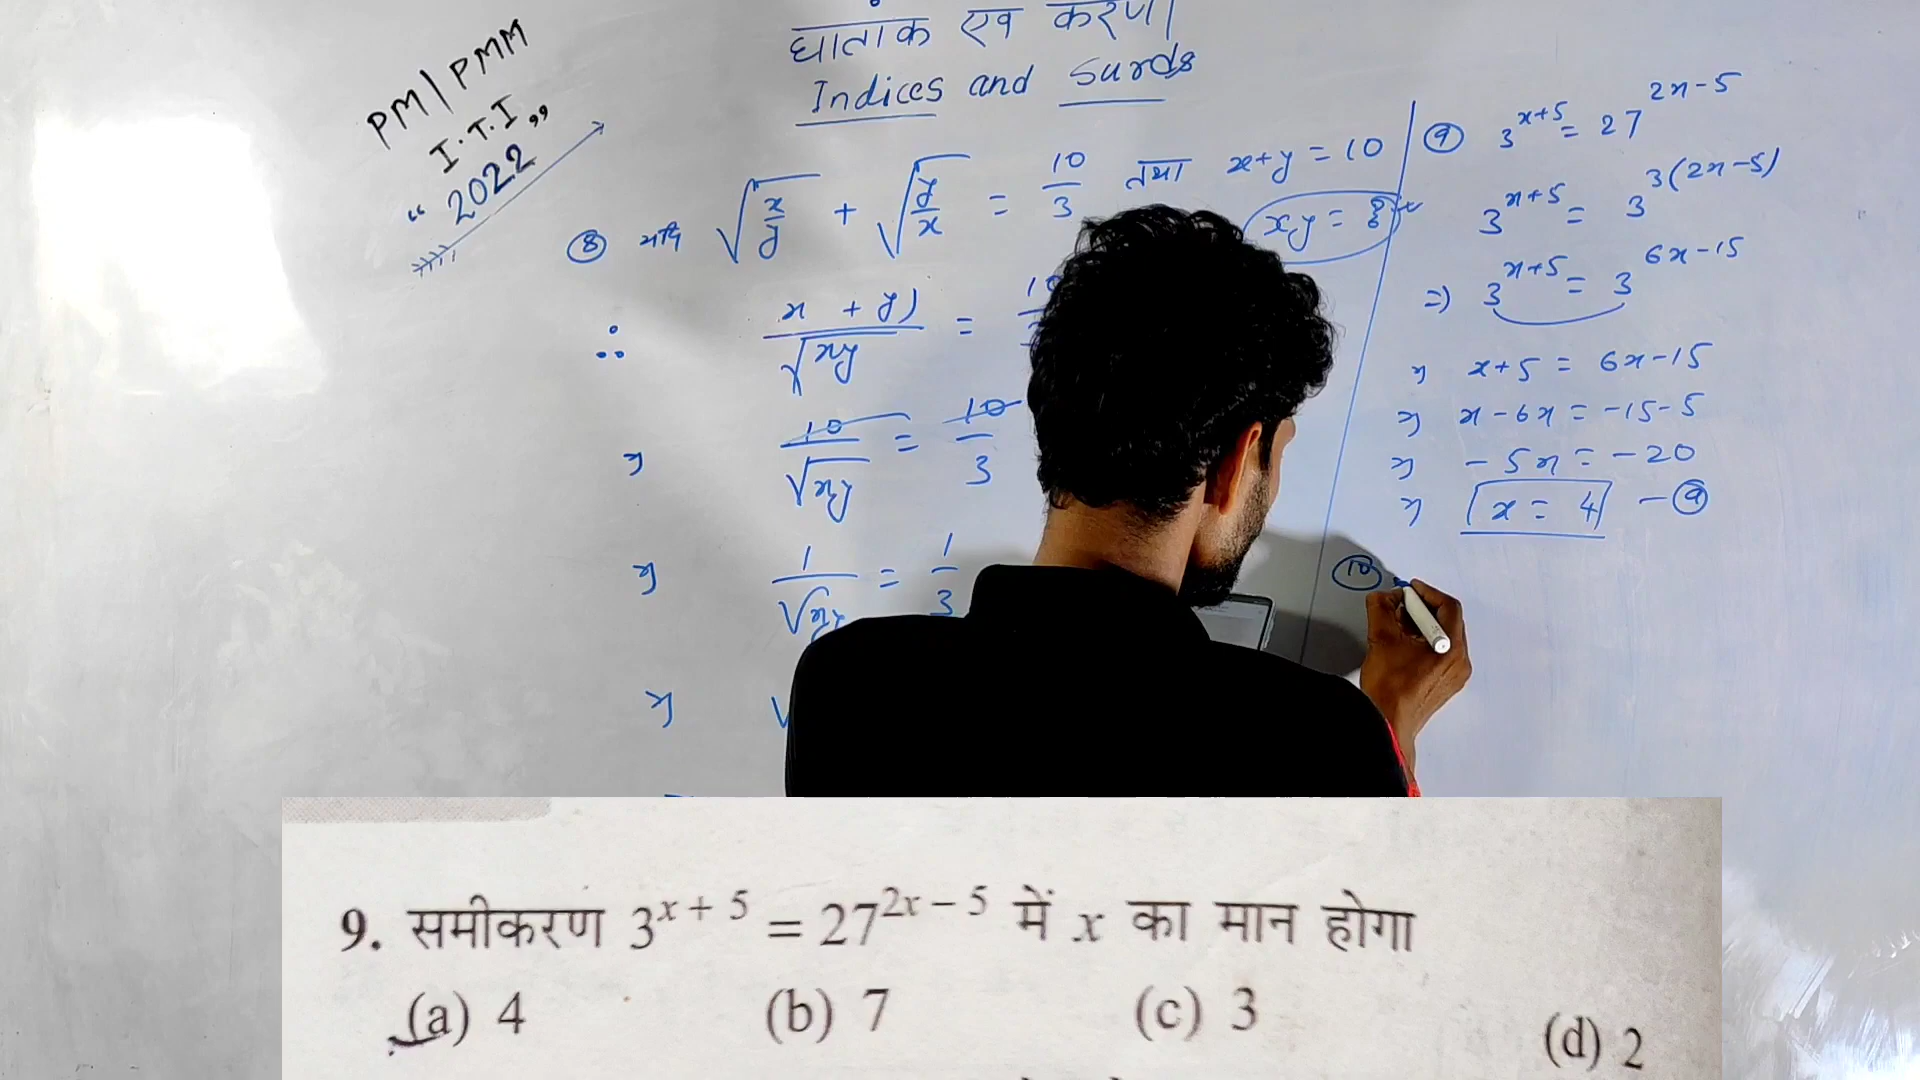 घातांक एवं करणी
Indices and Surds
PM/PMM
I.T.I,,
"2022
⑧ यदि √(x/y) + √(y/x) = 10/3 तथा x+y = 10
xy = ?
∴ (x + y)/√xy =
10/√xy = 10/3
1/√xy = 1/3
√
⑨ 3^(x+5) = 27^(2x-5)
3^(x+5) = 3^(3(2x-5))
=) 3^(x+5) = 3^(6x-15)
x+5 = 6x-15
x-6x = -15-5
-5x = -20
x = 4 - ⓐ
⑩
9. समीकरण 3^(x + 5) = 27^(2x – 5) में x का मान होगा
(a) 4 (b) 7 (c) 3 (d) 2